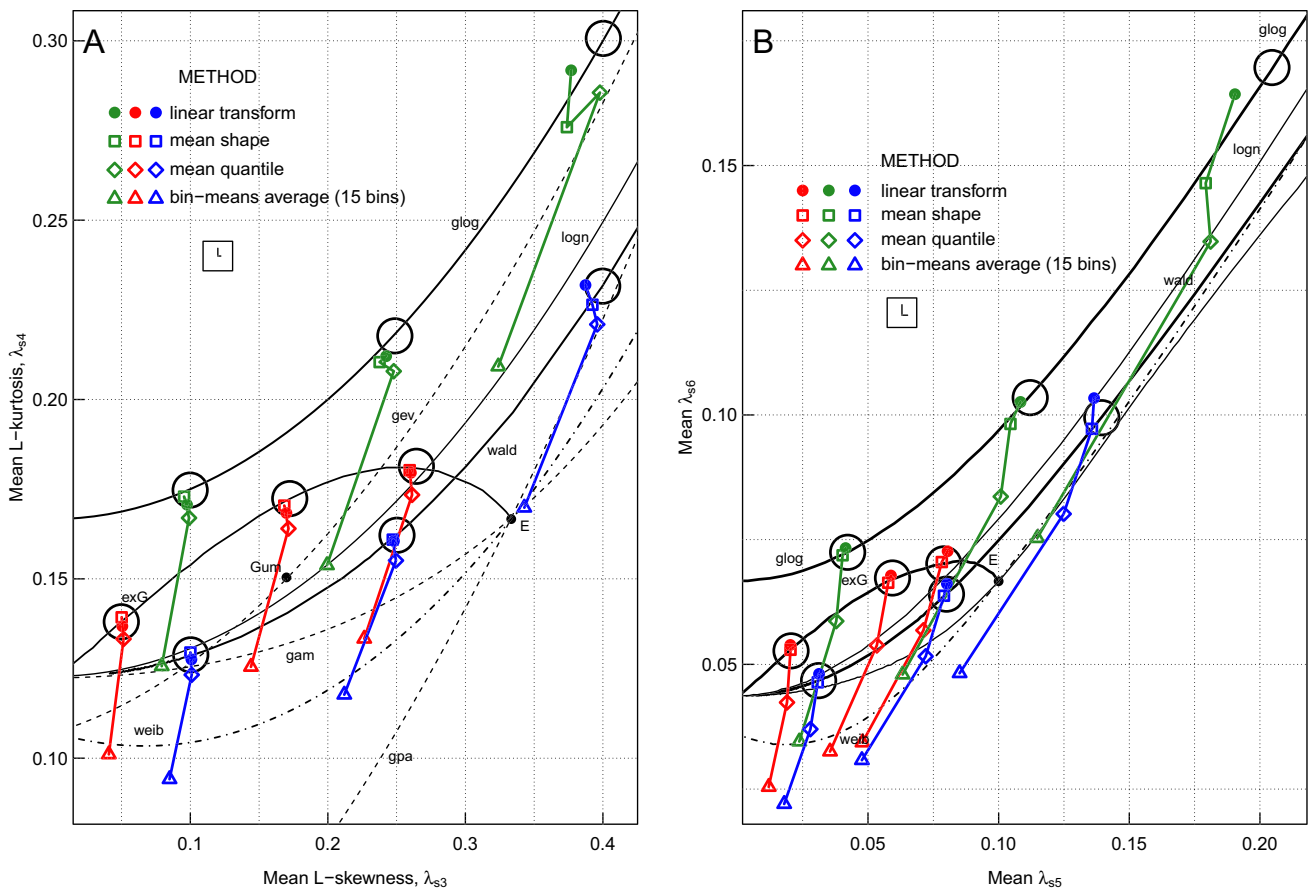 A
METHOD
linear transform
mean shape
mean quantile
bin−means average (15 bins)
L
glog
logn
gev
wald
E
Gum
exG
gam
weib
gpa
0.30
0.25
0.20
0.15
0.10
0.1
0.2
0.3
0.4
Mean L−kurtosis, λs4
Mean L−skewness, λs3
B
glog
METHOD
linear transform
mean shape
mean quantile
bin−means average (15 bins)
L
logn
wald
glog
exG
E
weib
0.15
0.10
0.05
0.05
0.10
0.15
0.20
Mean λs6
Mean λs5